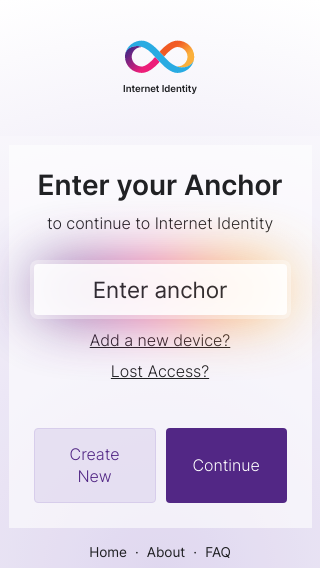 Internet Identity
Enter your Anchor
to continue to Internet Identity
Enter anchor
Add a new device?
Lost Access?
Create
New
Continue
Home · About · FAQ